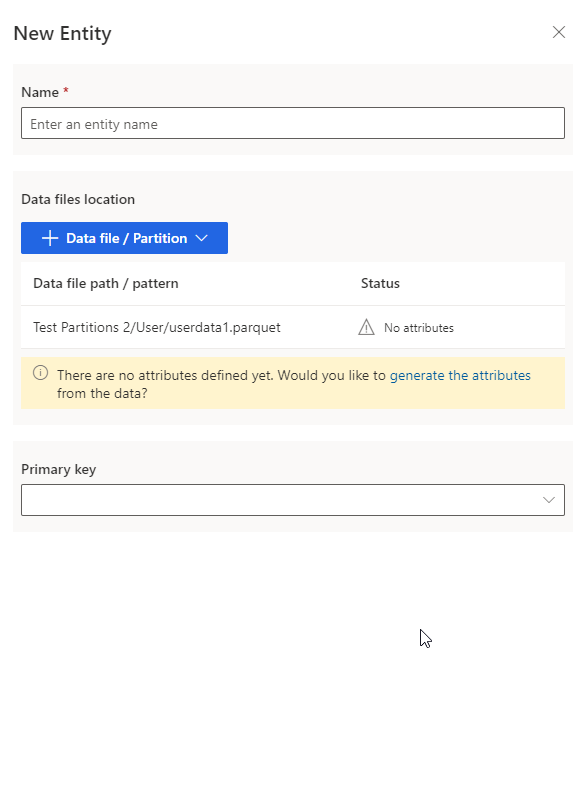 New Entity
Name *
Enter an entity name
Data files location
Data file / Partition
Data file path / pattern Status
Test Partitions 2/User/userdata1.parquet No attributes
There are no attributes defined yet. Would you like to generate the attributes
from the data?
Primary key